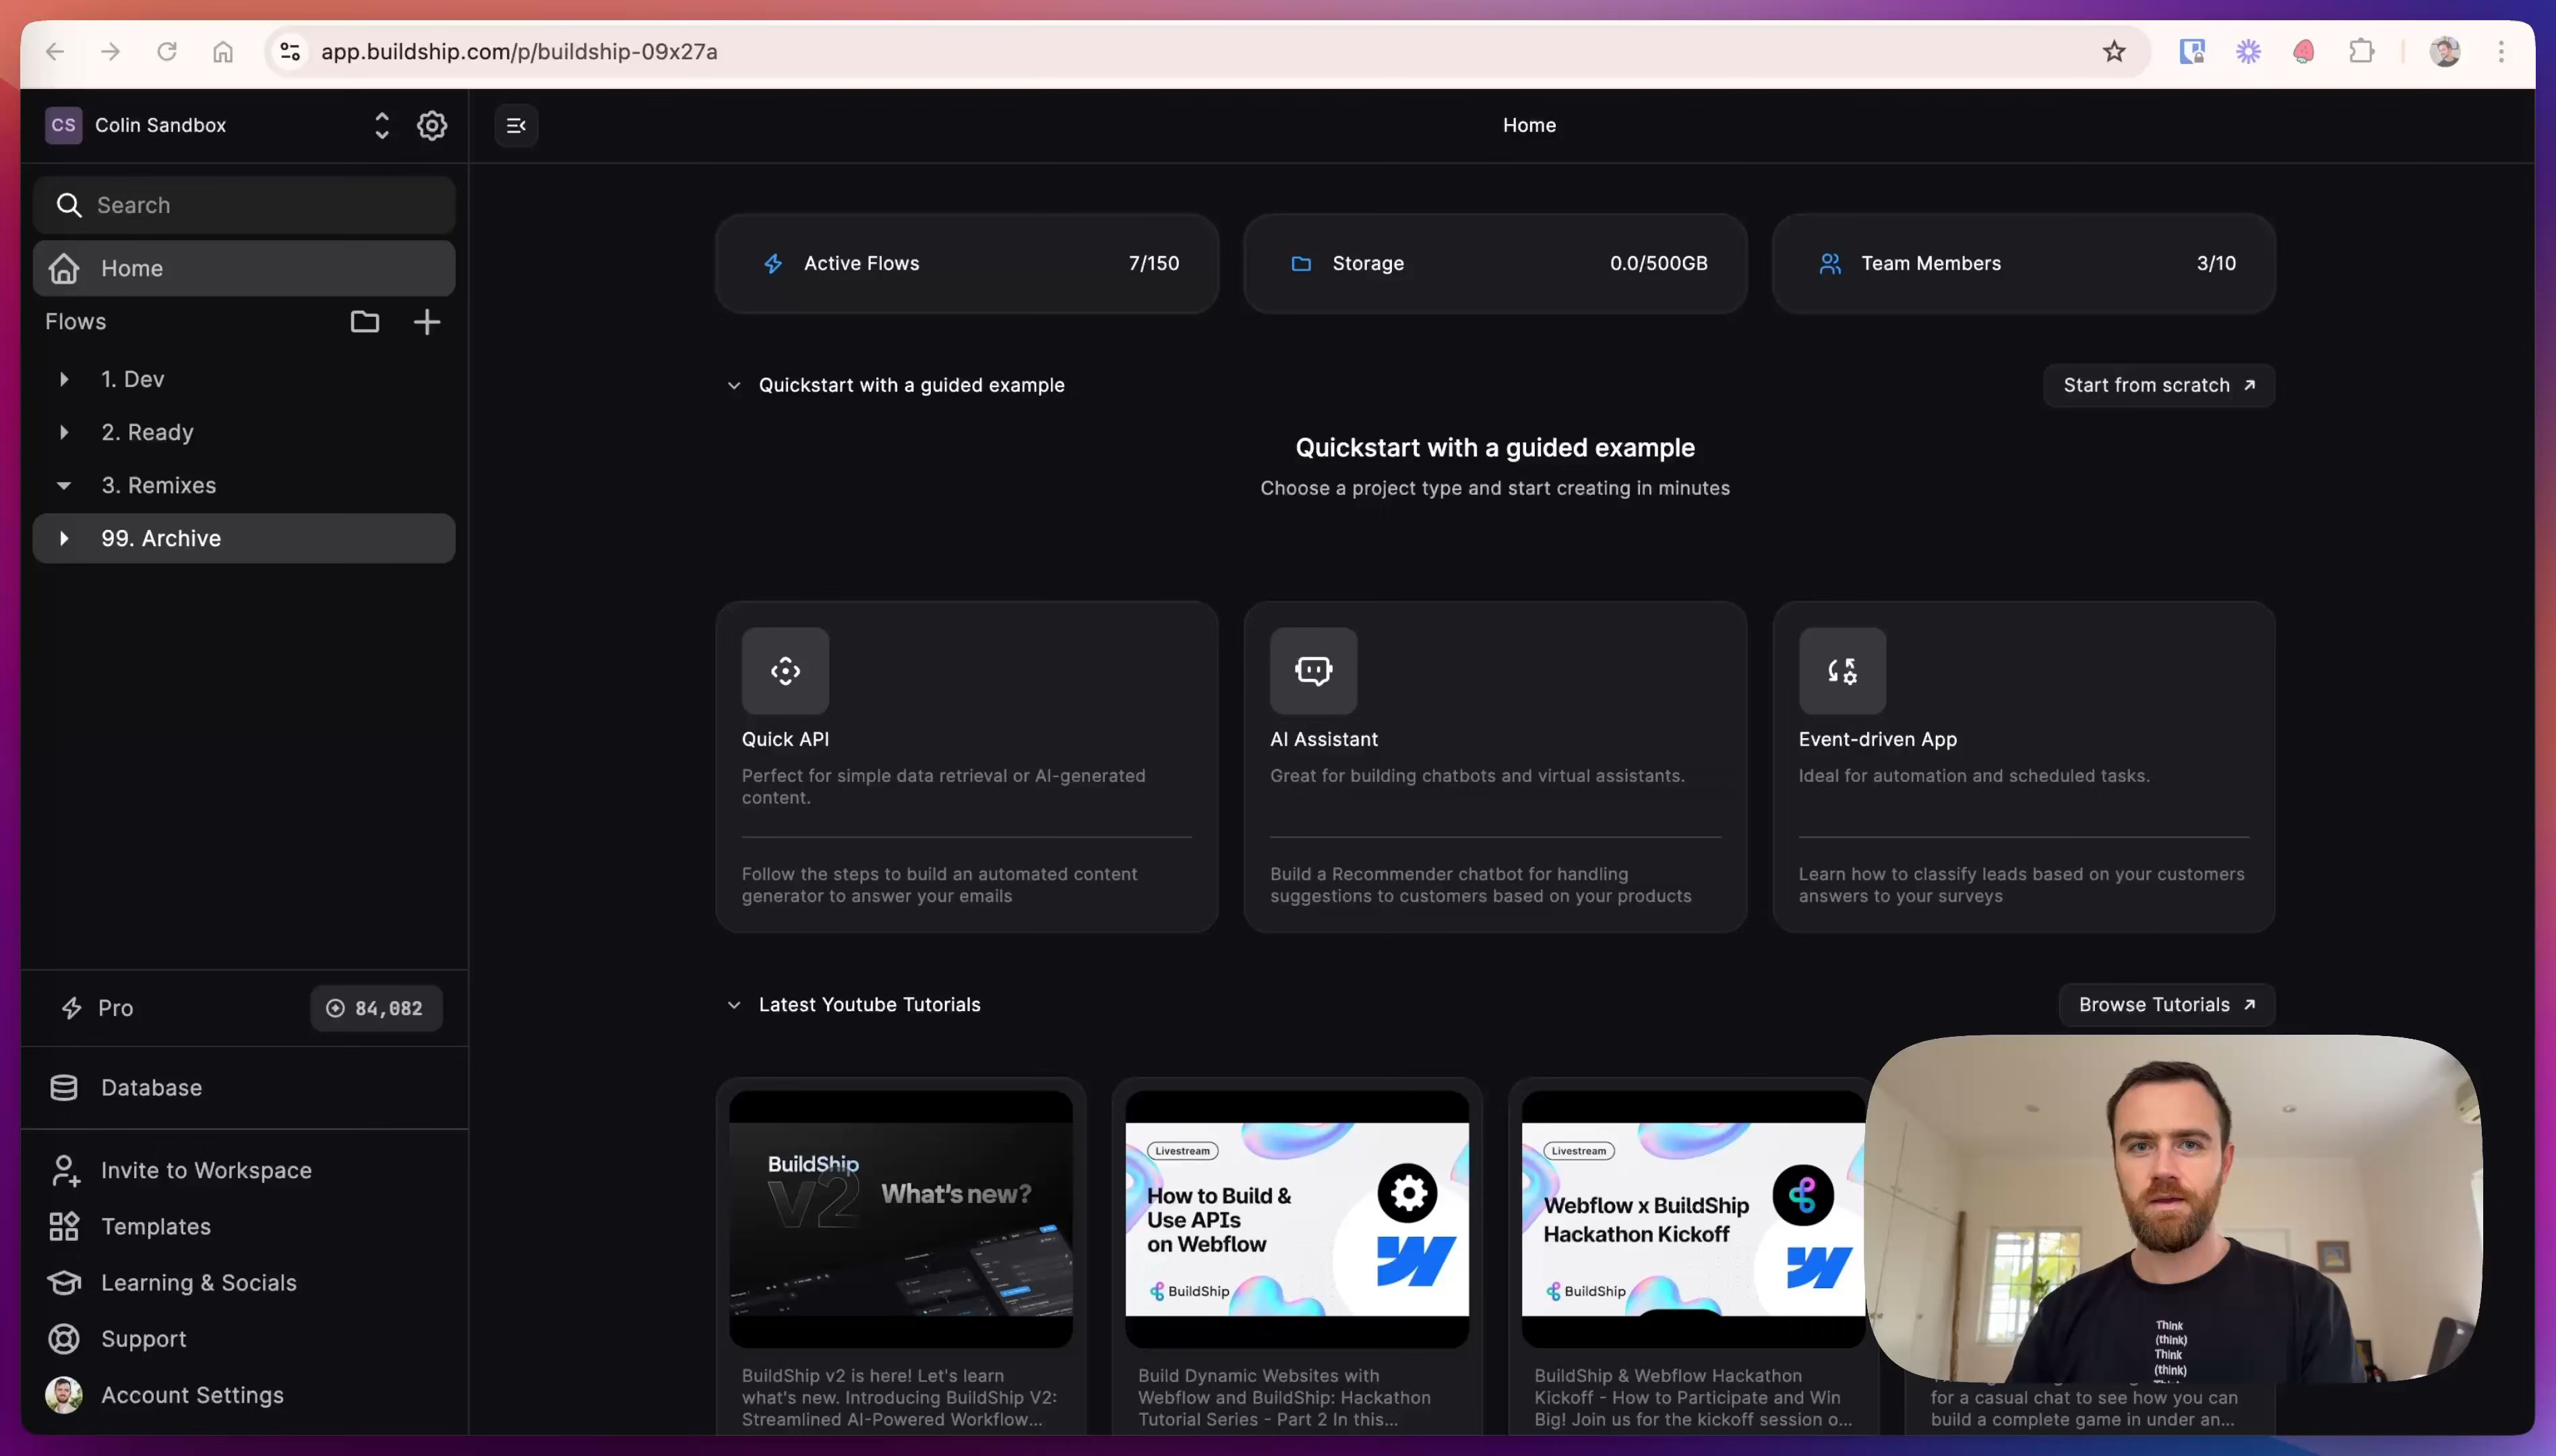 app.buildship.com/p/buildship-09x27a
CS Colin Sandbox
Home
Search
Home
Flows
1. Dev
2. Ready
3. Remixes
99. Archive
Pro
84,082
Database
Invite to Workspace
Templates
Learning & Socials
Support
Account Settings
Active Flows 7/150
Storage 0.0/500GB
Team Members 3/10
Quickstart with a guided example
Start from scratch
Quickstart with a guided example
Choose a project type and start creating in minutes
Quick API
Perfect for simple data retrieval or AI-generated
content.
Follow the steps to build an automated content
generator to answer your emails
AI Assistant
Great for building chatbots and virtual assistants.
Build a Recommender chatbot for handling
suggestions to customers based on your products
Event-driven App
Ideal for automation and scheduled tasks.
Learn how to classify leads based on your customers
answers to your surveys
Latest Youtube Tutorials
Browse Tutorials
BuildShip
v2
What's new?
BuildShip v2 is here! Let's learn
what's new. Introducing BuildShip V2:
Streamlined AI-Powered Workflow...
Livestream
How to Build &
Use APIs
on Webflow
BuildShip
Build Dynamic Websites with
Webflow and BuildShip: Hackathon
Tutorial Series - Part 2 In this...
Livestream
Webflow x BuildShip
Hackathon Kickoff
BuildShip
BuildShip & Webflow Hackathon
Kickoff - How to Participate and Win
Big! Join us for the kickoff session o...
for a casual chat to see how you can
build a complete game in under an...
Think
(think)
Think
(think)